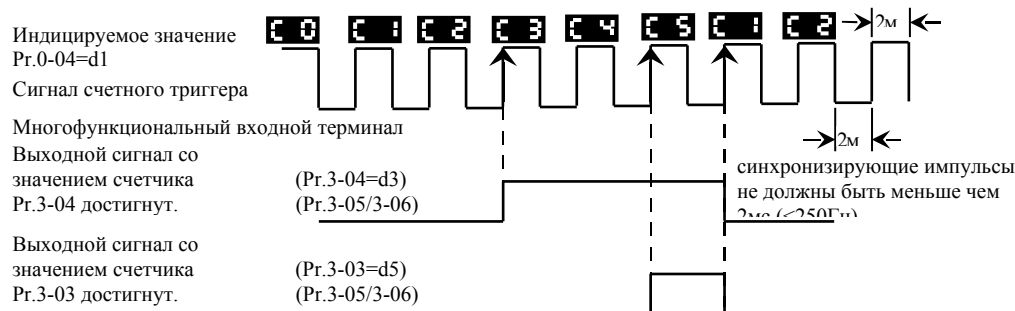 C 0 C 1 C 2 C 3 C 4 C 5 C 1 C 2 2м
Индицируемое значение
Pr.0-04=d1
Сигнал счетного триггера
Многофункциональный входной терминал
2м
Выходной сигнал со
значением счетчика (Pr.3-04=d3)
Pr.3-04 достигнут. (Pr.3-05/3-06)
синхронизирующие импульсы
не должны быть меньше чем
2мс (<250Гц)
Выходной сигнал со
значением счетчика (Pr.3-03=d5)
Pr.3-03 достигнут. (Pr.3-05/3-06)